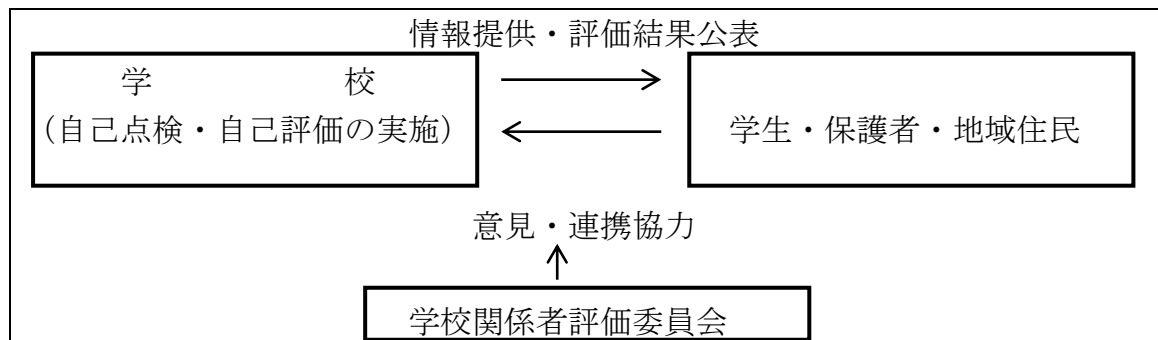 情報提供・評価結果公表
学　　　　　校
（自己点検・自己評価の実施）
学生・保護者・地域住民
意見・連携協力
学校関係者評価委員会